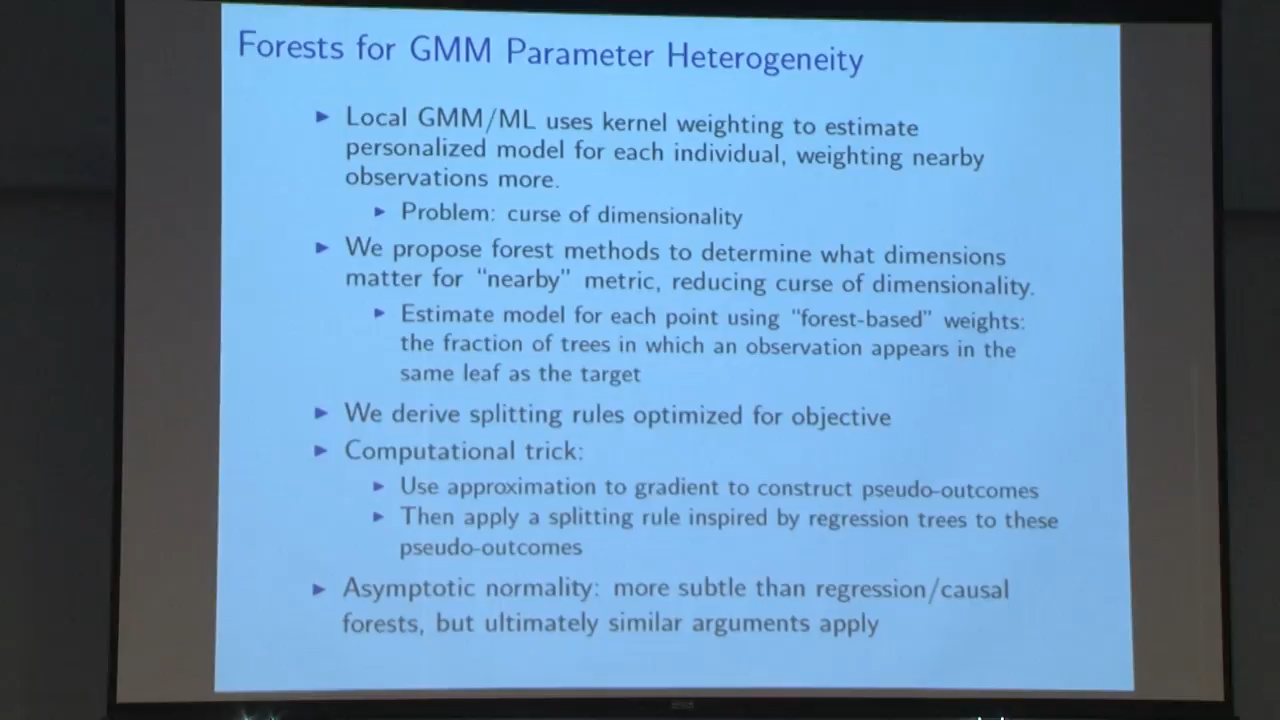 Forests for GMM Parameter Heterogeneity
▶ Local GMM/ML uses kernel weighting to estimate
personalized model for each individual, weighting nearby
observations more.
▶ Problem: curse of dimensionality
▶ We propose forest methods to determine what dimensions
matter for "nearby" metric, reducing curse of dimensionality.
▶ Estimate model for each point using "forest-based" weights:
the fraction of trees in which an observation appears in the
same leaf as the target
▶ We derive splitting rules optimized for objective
▶ Computational trick:
▶ Use approximation to gradient to construct pseudo-outcomes
▶ Then apply a splitting rule inspired by regression trees to these
pseudo-outcomes
▶ Asymptotic normality: more subtle than regression/causal
forests, but ultimately similar arguments apply